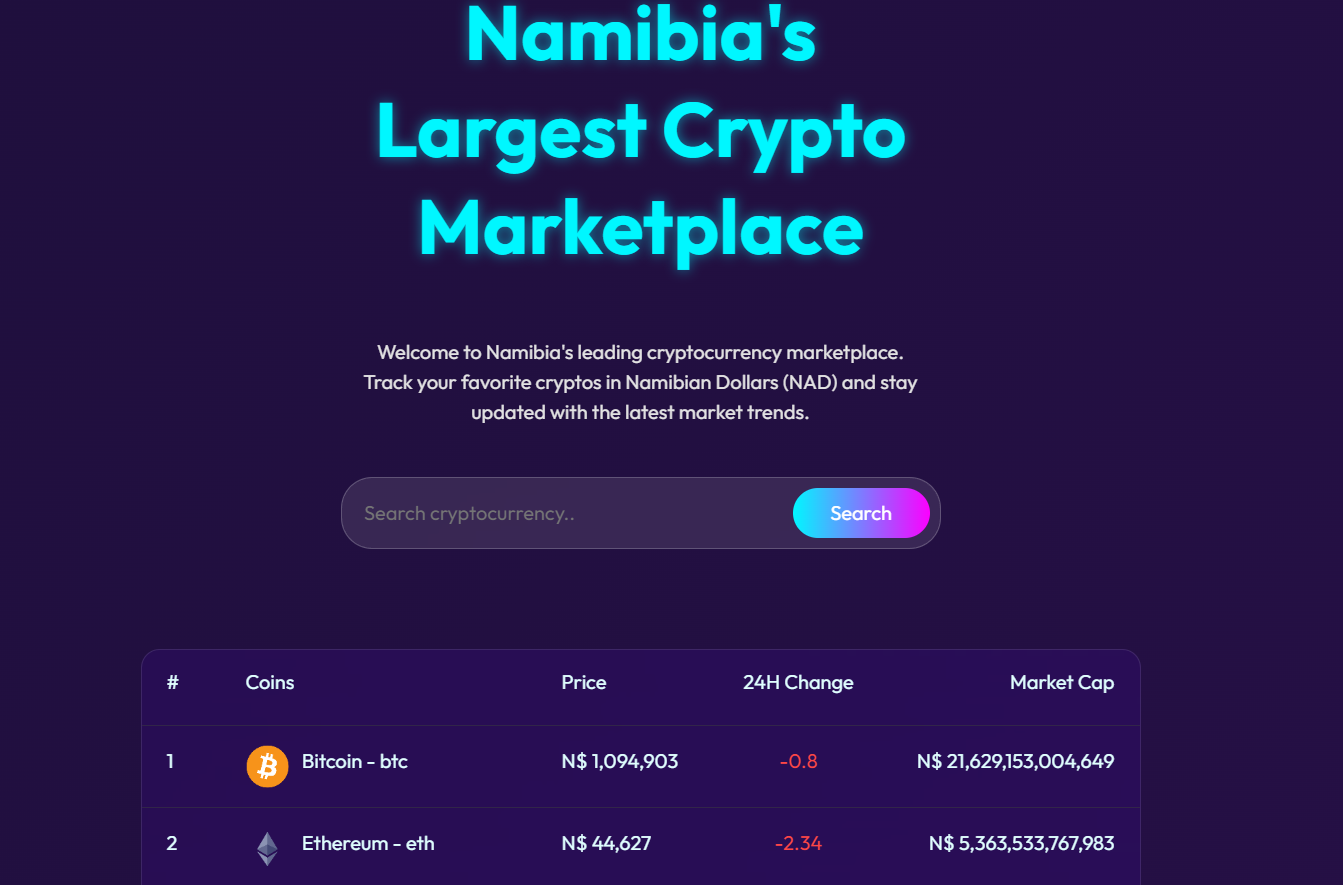 Namibia's
Largest Crypto
Marketplace
Welcome to Namibia's leading cryptocurrency marketplace.
Track your favorite cryptos in Namibian Dollars (NAD) and stay
updated with the latest market trends.
Search cryptocurrency.. Search
# Coins Price 24H Change Market Cap
1 Bitcoin - btc N$ 1,094,903 -0.8 N$ 21,629,153,004,649
2 Ethereum - eth N$ 44,627 -2.34 N$ 5,363,533,767,983